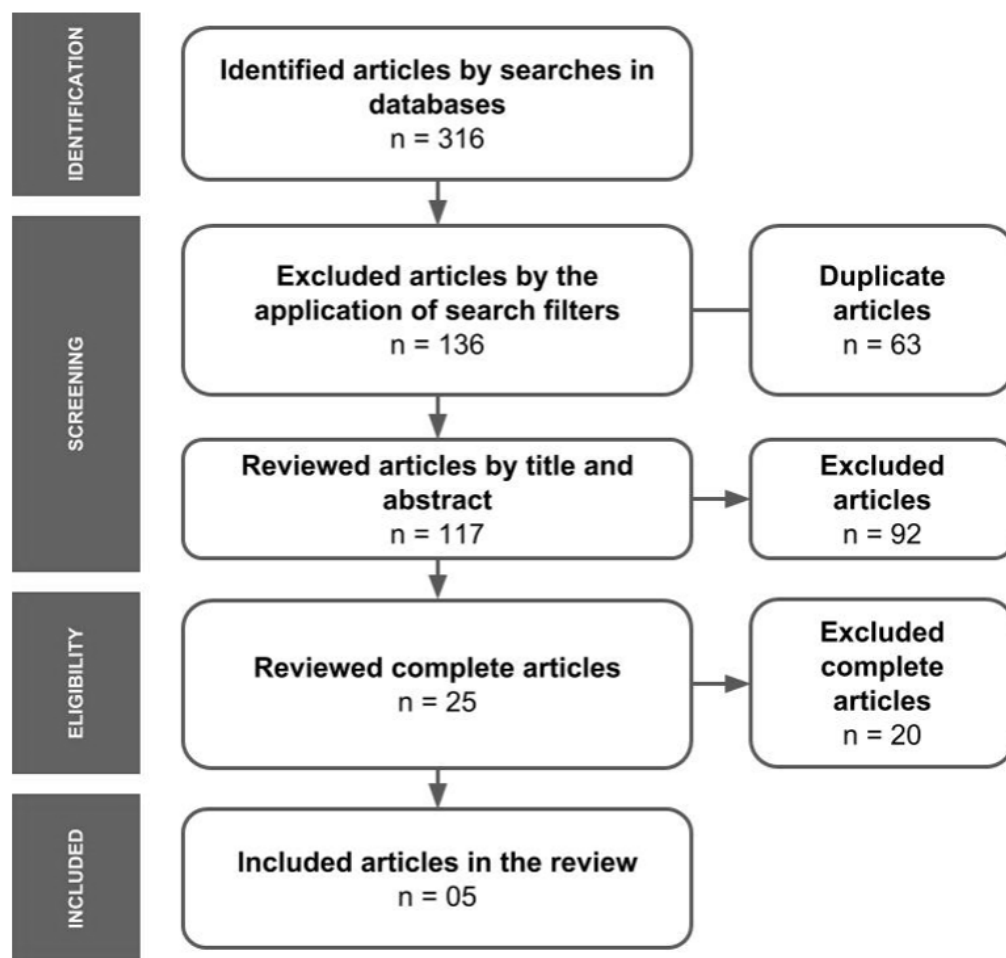 IDENTIFICATION
Identified articles by searches in
databases
n = 316
SCREENING
Excluded articles by the
application of search filters
n = 136
Duplicate
articles
n = 63
Reviewed articles by title and
abstract
n = 117
Excluded
articles
n = 92
ELIGIBILITY
Reviewed complete articles
n = 25
Excluded
complete
articles
n = 20
INCLUDED
Included articles in the review
n = 05